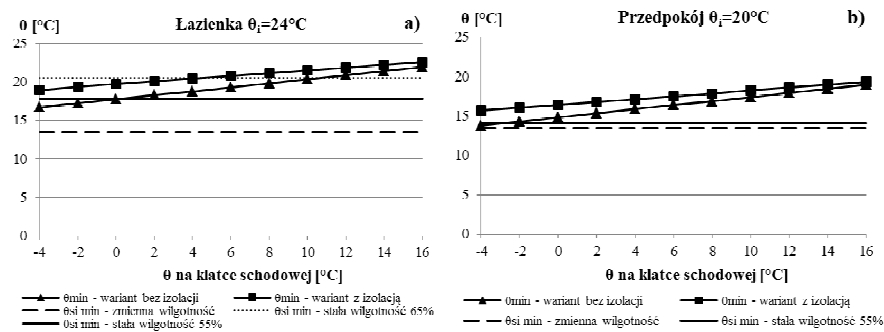 θ [°C]
Łazienka θi=24°C
a)
25
20
15
10
5
0
-4 -2 0 2 4 6 8 10 12 14 16
θ na klatce schodowej [°C]
θmin - wariant bez izolacji
θmin - wariant z izolacją
θsi min - zmienna wilgotność
θsi min - stała wilgotność 65%
θsi min - stała wilgotność 55%
θ [°C]
Przedpokój θi=20°C
b)
25
20
15
10
5
0
-4 -2 0 2 4 6 8 10 12 14 16
θ na klatce schodowej [°C]
θmin - wariant bez izolacji
θmin - wariant z izolacją
θsi min - zmienna wilgotność
θsi min - stała wilgotność 55%